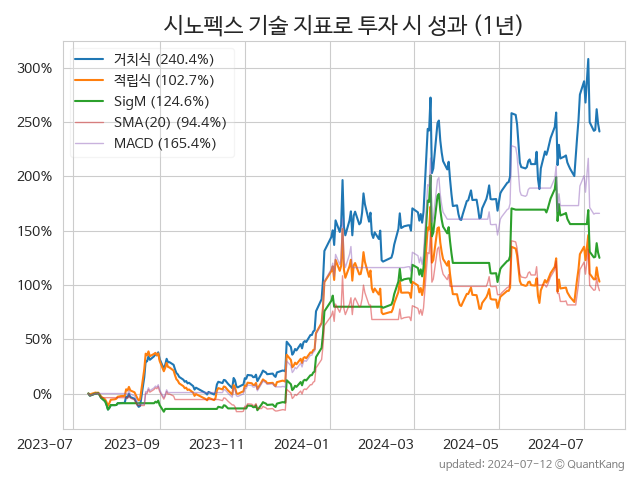 시노펙스 기술 지표로 투자 시 성과 (1년)
거치식 (240.4%)
적립식 (102.7%)
SigM (124.6%)
SMA(20) (94.4%)
MACD (165.4%)
300%
250%
200%
150%
100%
50%
0%
2023-07 2023-09 2023-11 2024-01 2024-03 2024-05 2024-07
updated: 2024-07-12 © QuantKang